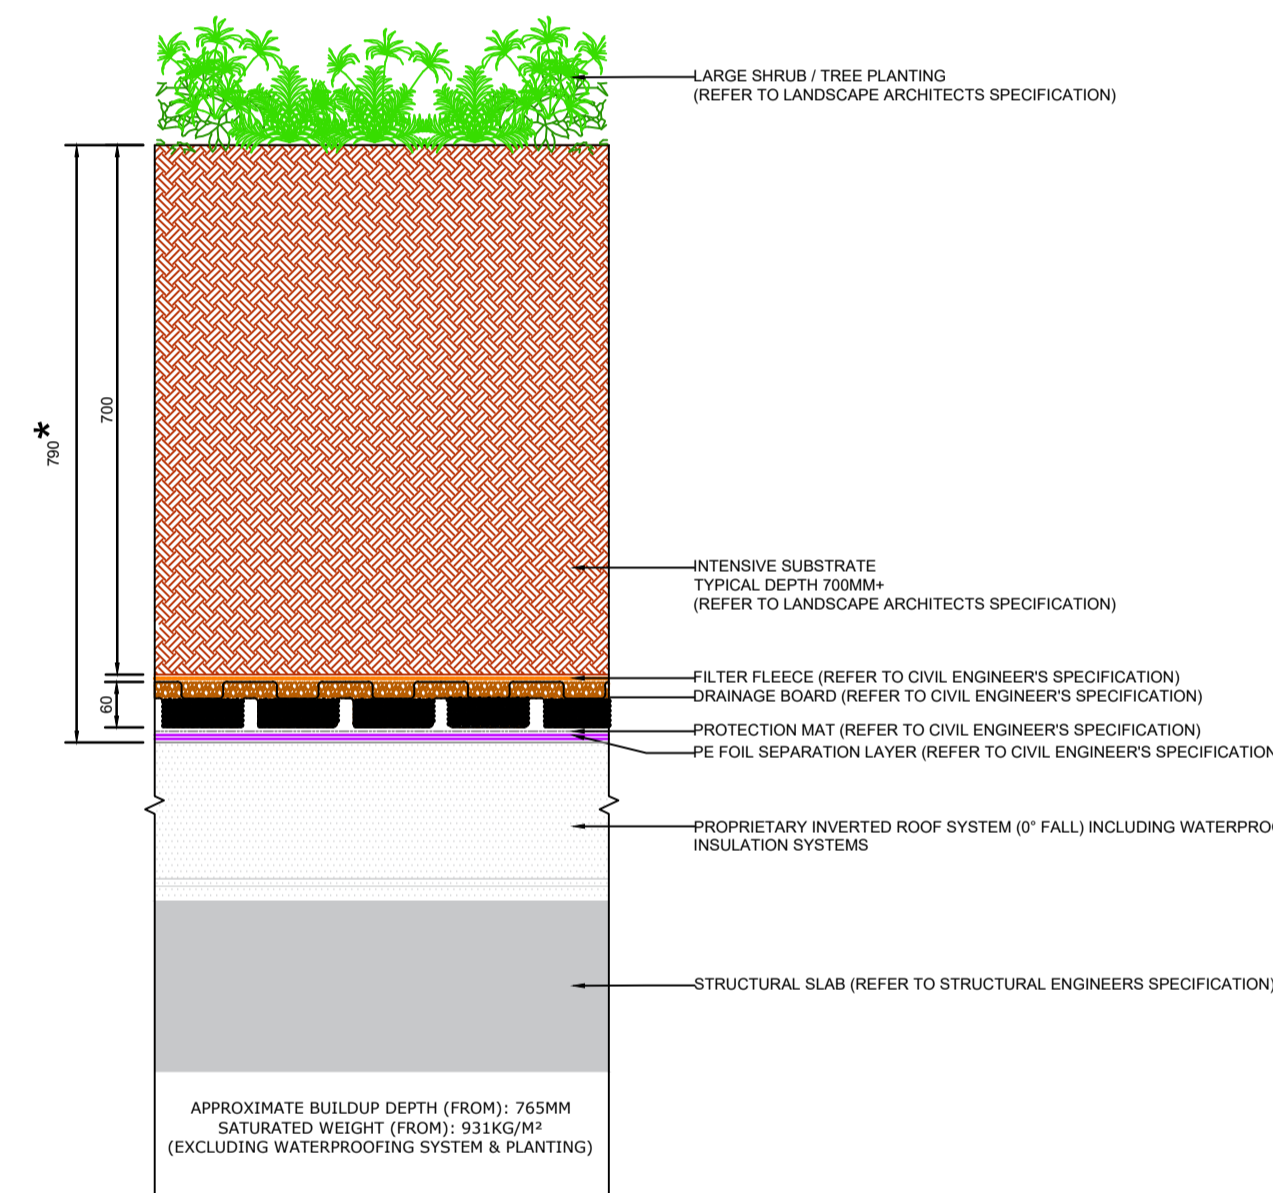 LARGE SHRUB / TREE PLANTING
(REFER TO LANDSCAPE ARCHITECTS SPECIFICATION)
700
790*
INTENSIVE SUBSTRATE
TYPICAL DEPTH 700MM+
(REFER TO LANDSCAPE ARCHITECTS SPECIFICATION)
FILTER FLEECE (REFER TO CIVIL ENGINEER'S SPECIFICATION)
DRAINAGE BOARD (REFER TO CIVIL ENGINEER'S SPECIFICATION)
60
PROTECTION MAT (REFER TO CIVIL ENGINEER'S SPECIFICATION)
PE FOIL SEPARATION LAYER (REFER TO CIVIL ENGINEER'S SPECIFICATION
PROPRIETARY INVERTED ROOF SYSTEM (0° FALL) INCLUDING
INSULATION SYSTEMS
STRUCTURAL SLAB (REFER TO STRUCTURAL ENGINEERS SPECIFICATION)
APPROXIMATE BUILDUP DEPTH (FROM): 765MM
SATURATED WEIGHT (FROM): 931KG/M²
(EXCLUDING WATERPROOFING SYSTEM & PLANTING)